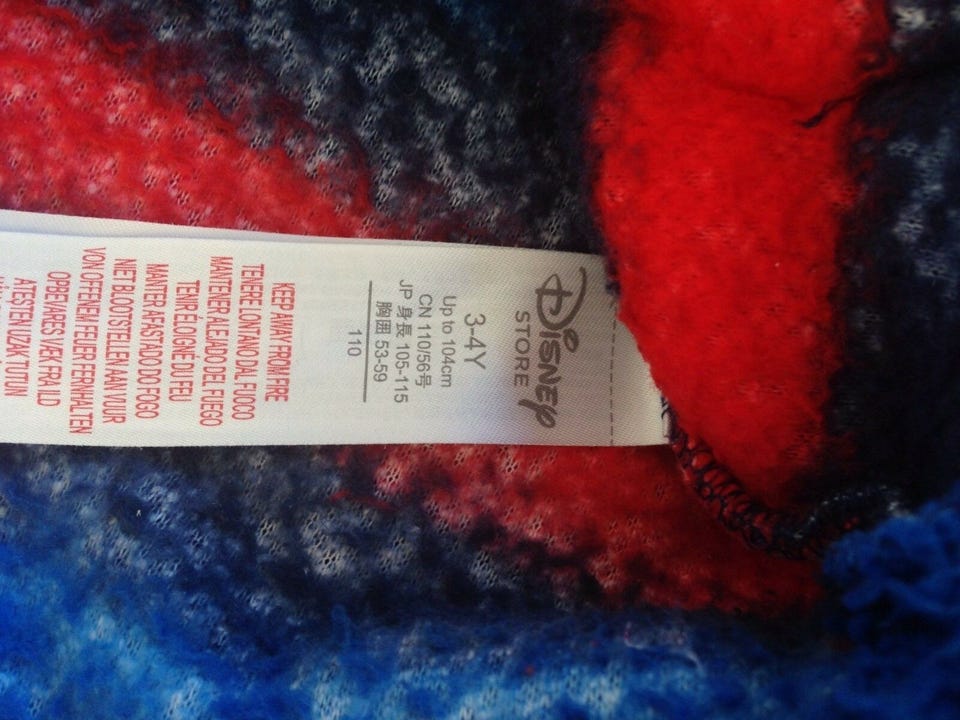 DISNEY
STORE
3-4Y
Up to 104cm
CN 110/56号
JP 身長 105-115
胸囲 53-59
110
KEEP AWAY FROM FIRE
TENERE LONTANO DAL FUOCO
MANTENER ALEJADO DEL FUEGO
TENIR ÉLOIGNÉ DU FEU
MANTER AFASTADO DO FOGO
NET BLOOTSTELLEN AAN VUUR
VON OFFENEM FEUER FERNHALTEN
OPBEVARES VÆK FRA ILD
ATEŞTEN UZAK TUTUN